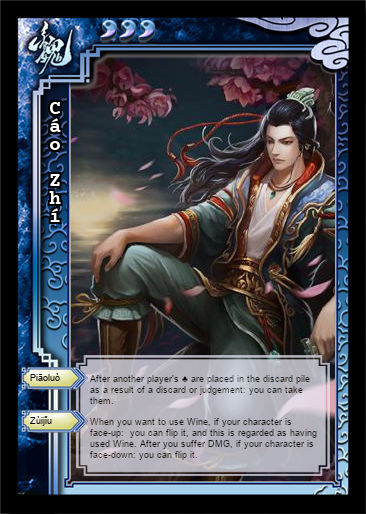 魏
Cáo Zhí
Piāoluò
After another player's ♣ are placed in the discard pile
as a result of a discard or judgement: you can take
them.
Zùijĭu
When you want to use Wine, if your character is
face-up:  you can flip it, and this is regarded as having
used Wine. After you suffer DMG, if your character is
face-down: you can flip it.